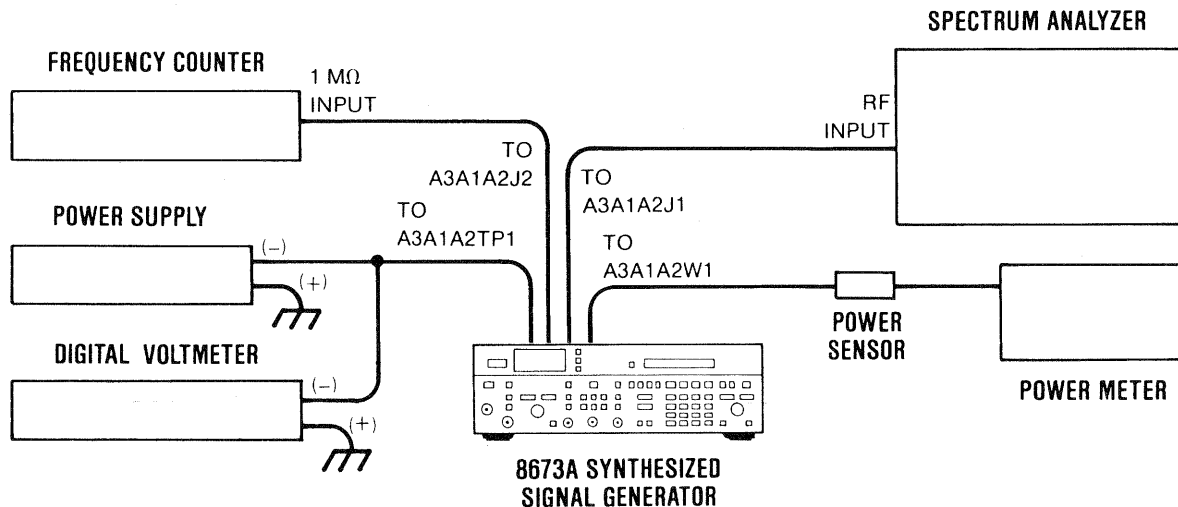 SPECTRUM ANALYZER
FREQUENCY COUNTER
1 MΩ
INPUT
RF
INPUT
TO
A3A1A2J2
TO
A3A1A2J1
POWER SUPPLY
(−)
(+)
TO
A3A1A2TP1
TO
A3A1A2W1
POWER
SENSOR
DIGITAL VOLTMETER
(−)
(+)
POWER METER
8673A SYNTHESIZED
SIGNAL GENERATOR